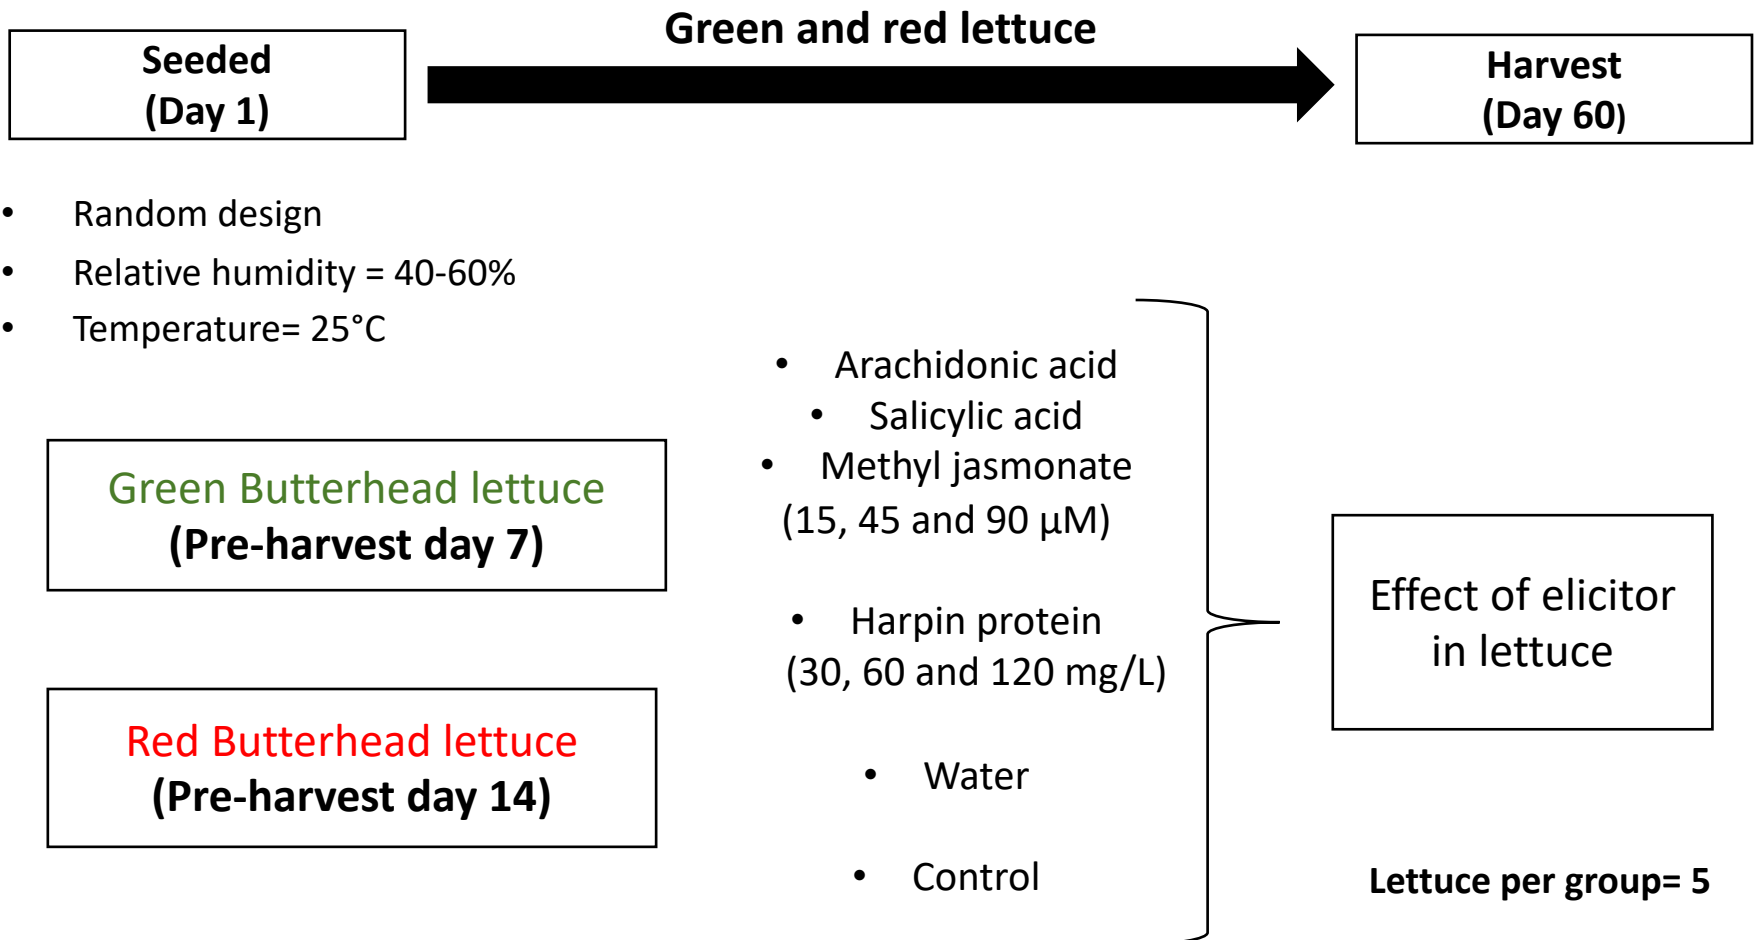 Green and red lettuce
Seeded
(Day 1)
Harvest
(Day 60)
• Random design
• Relative humidity = 40-60%
• Temperature= 25°C
Green Butterhead lettuce
(Pre-harvest day 7)
Red Butterhead lettuce
(Pre-harvest day 14)
• Arachidonic acid
• Salicylic acid
• Methyl jasmonate
(15, 45 and 90 µM)
• Harpin protein
(30, 60 and 120 mg/L)
• Water
• Control
Effect of elicitor
in lettuce
Lettuce per group= 5